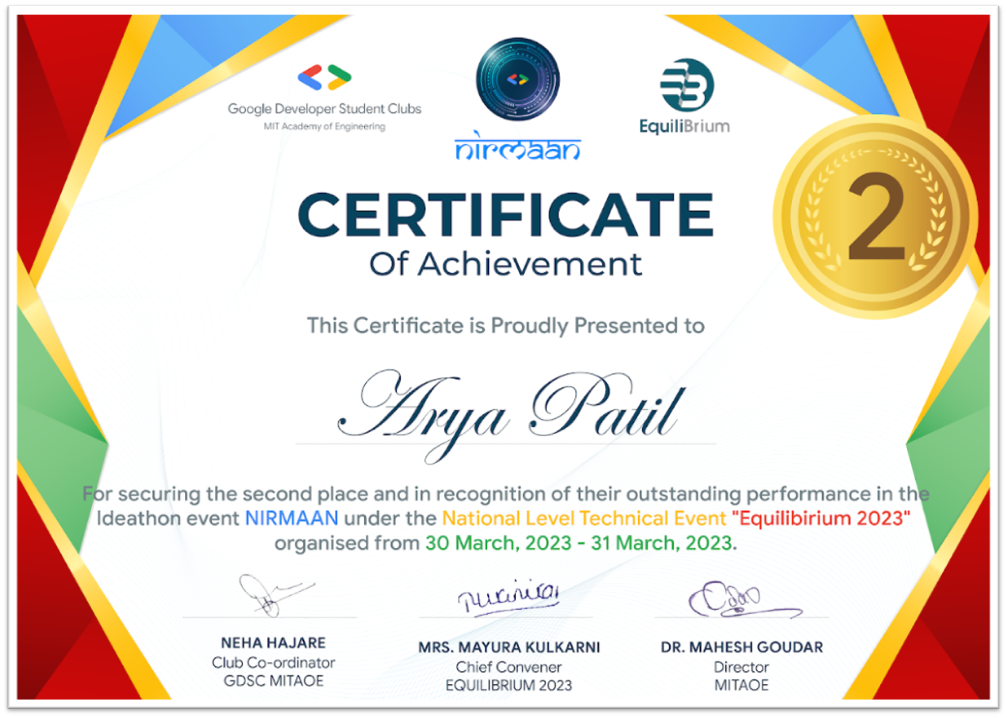 Google Developer Student Clubs
MIT Academy of Engineering
nirmaan
EquiliBrium
CERTIFICATE
Of Achievement
2
This Certificate is Proudly Presented to
Arya Patil
For securing the second place and in recognition of their outstanding performance in the
Ideathon event NIRMAAN under the National Level Technical Event "Equilibirium 2023"
organised from 30 March, 2023 - 31 March, 2023.
NEHA HAJARE
Club Co-ordinator
GDSC MITAOE
MRS. MAYURA KULKARNI
Chief Convener
EQUILIBRIUM 2023
DR. MAHESH GOUDAR
Director
MITAOE